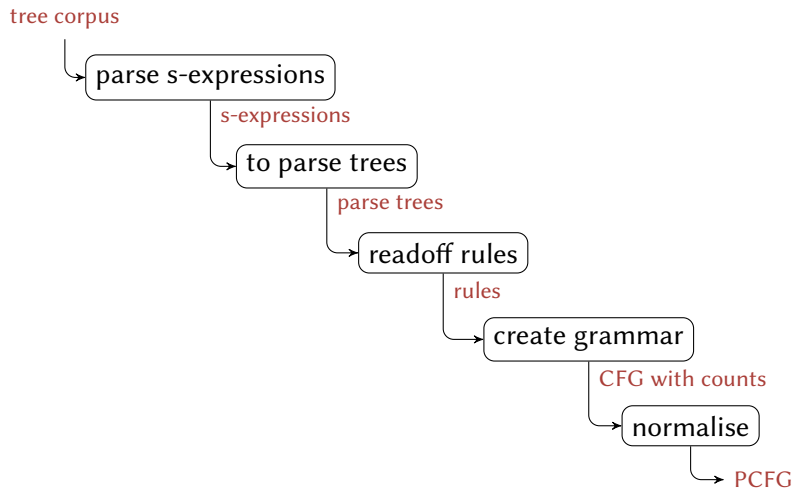 tree corpus
parse s-expressions
s-expressions
to parse trees
parse trees
readoff rules
rules
create grammar
CFG with counts
normalise
PCFG